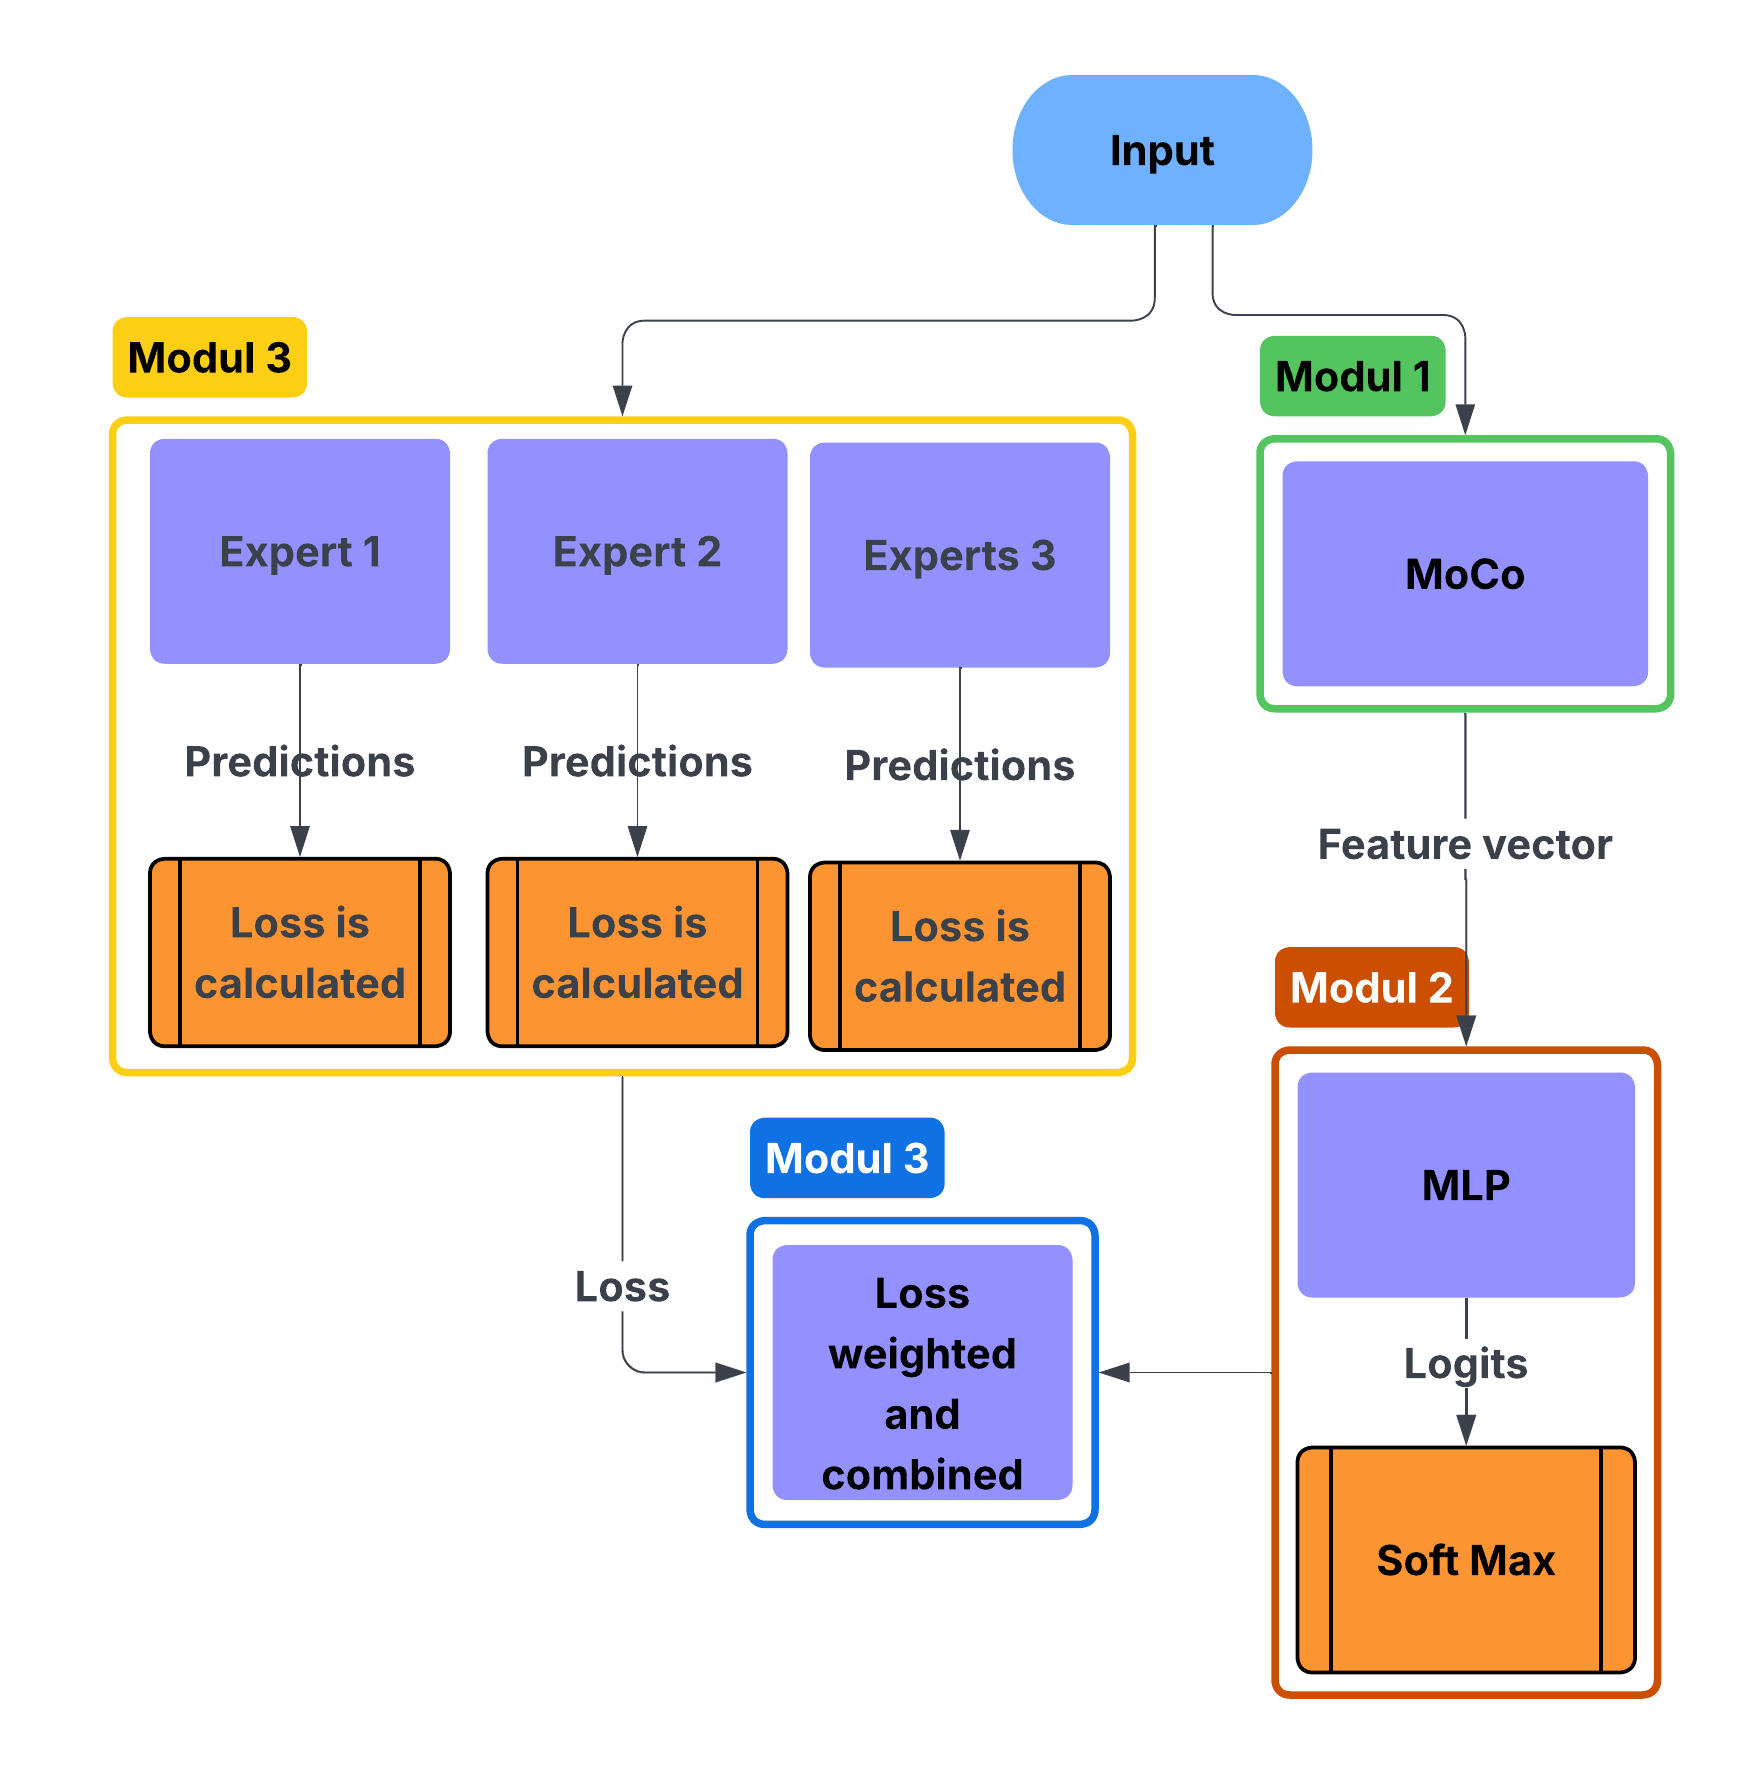 Input
Modul 3
Modul 1
Expert 1
Expert 2
Experts 3
MoCo
Predictions
Predictions
Predictions
Feature vector
Loss is
calculated
Loss is
calculated
Loss is
calculated
Modul 2
Modul 3
MLP
Loss
Loss
weighted
and
combined
Logits
Soft Max